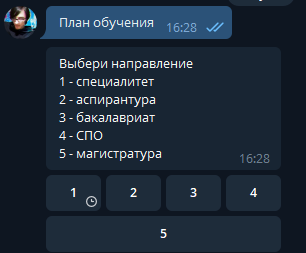 План обучения
16:28
Выбери направление
1 - специалитет
2 - аспирантура
3 - бакалавриат
4 - СПО
5 - магистратура
16:28
1 2 3 4
5